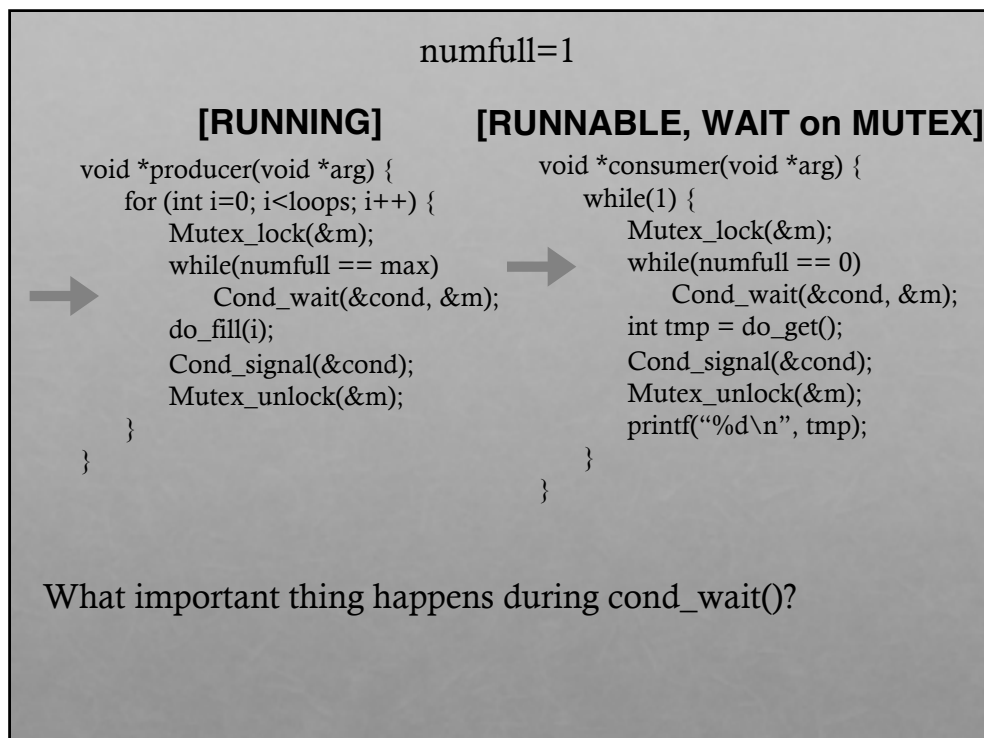 numfull=1
[RUNNING]
void *producer(void *arg) {
for (int i=0; i<loops; i++) {
Mutex_lock(&m);
while(numfull == max)
Cond_wait(&cond, &m);
do_fill(i);
Cond_signal(&cond);
Mutex_unlock(&m);
}
}
[RUNNABLE, WAIT on MUTEX]
void *consumer(void *arg) {
while(1) {
Mutex_lock(&m);
while(numfull == 0)
Cond_wait(&cond, &m);
int tmp = do_get();
Cond_signal(&cond);
Mutex_unlock(&m);
printf(“%d\n”, tmp);
}
}
What important thing happens during cond_wait()?